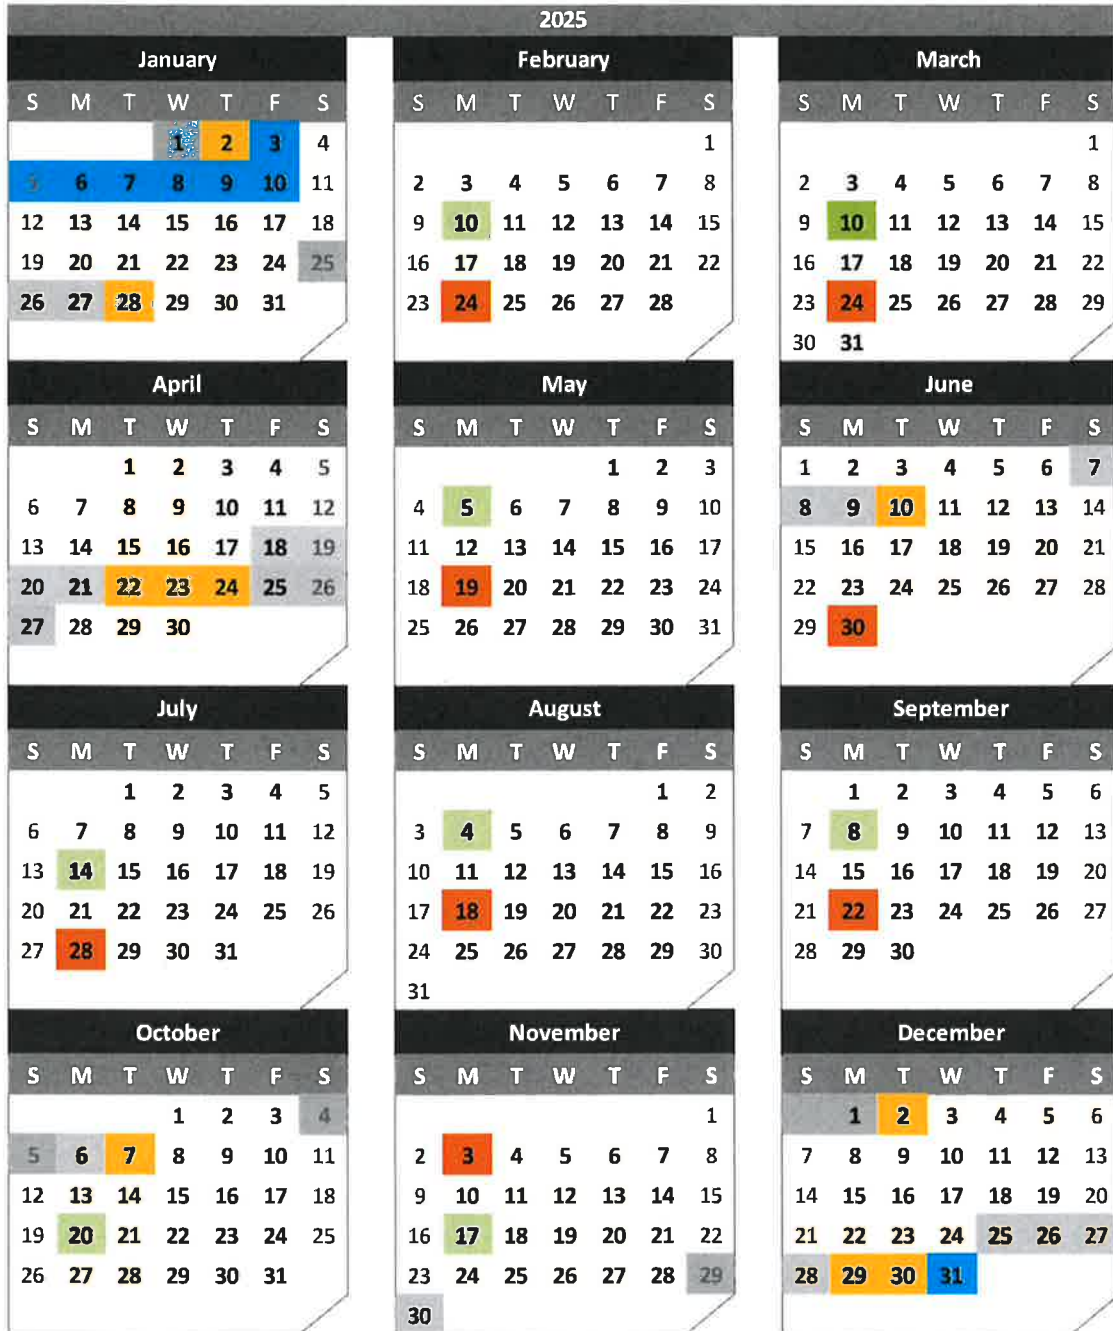 2025
January
S M T W T F S
1 2 3 4
5 6 7 8 9 10 11
12 13 14 15 16 17 18
19 20 21 22 23 24 25
26 27 28 29 30 31
February
S M T W T F S
1
2 3 4 5 6 7 8
9 10 11 12 13 14 15
16 17 18 19 20 21 22
23 24 25 26 27 28
March
S M T W T F S
1
2 3 4 5 6 7 8
9 10 11 12 13 14 15
16 17 18 19 20 21 22
23 24 25 26 27 28 29
30 31
April
S M T W T F S
1 2 3 4 5
6 7 8 9 10 11 12
13 14 15 16 17 18 19
20 21 22 23 24 25 26
27 28 29 30
May
S M T W T F S
1 2 3
4 5 6 7 8 9 10
11 12 13 14 15 16 17
18 19 20 21 22 23 24
25 26 27 28 29 30 31
June
S M T W T F S
1 2 3 4 5 6 7
8 9 10 11 12 13 14
15 16 17 18 19 20 21
22 23 24 25 26 27 28
29 30
July
S M T W T F S
1 2 3 4 5
6 7 8 9 10 11 12
13 14 15 16 17 18 19
20 21 22 23 24 25 26
27 28 29 30 31
August
S M T W T F S
1 2
3 4 5 6 7 8 9
10 11 12 13 14 15 16
17 18 19 20 21 22 23
24 25 26 27 28 29 30
31
September
S M T W T F S
1 2 3 4 5 6
7 8 9 10 11 12 13
14 15 16 17 18 19 20
21 22 23 24 25 26 27
28 29 30
October
S M T W T F S
1 2 3 4
5 6 7 8 9 10 11
12 13 14 15 16 17 18
19 20 21 22 23 24 25
26 27 28 29 30 31
November
S M T W T F S
1
2 3 4 5 6 7 8
9 10 11 12 13 14 15
16 17 18 19 20 21 22
23 24 25 26 27 28 29
30
December
S M T W T F S
1 2 3 4 5 6
7 8 9 10 11 12 13
14 15 16 17 18 19 20
21 22 23 24 25 26 27
28 29 30 31